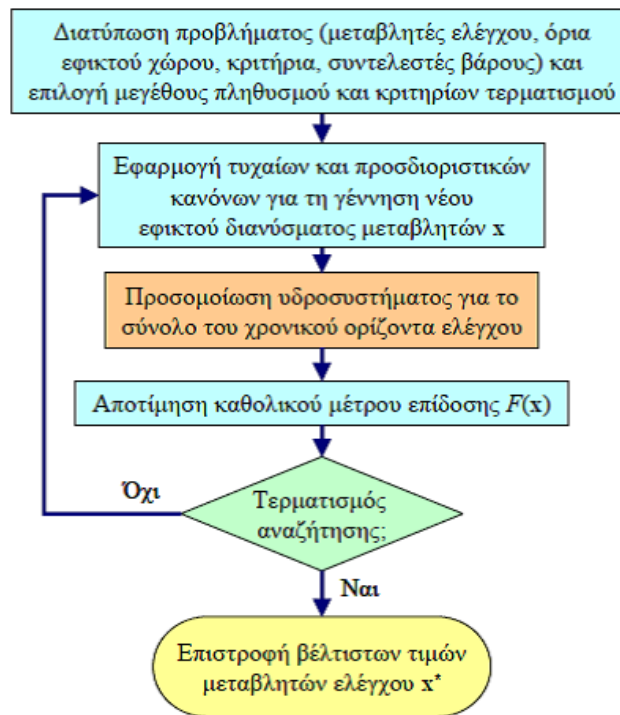 Διατύπωση προβλήματος (μεταβλητές ελέγχου, όρια
εφικτού χώρου, κριτήρια, συντελεστές βάρους) και
επιλογή μεγέθους πληθυσμού και κριτηρίων τερματισμού
Εφαρμογή τυχαίων και προσδιοριστικών
κανόνων για τη γέννηση νέου
εφικτού διανύσματος μεταβλητών x
Προσομοίωση υδροσυστήματος για το
σύνολο του χρονικού ορίζοντα ελέγχου
Αποτίμηση καθολικού μέτρου επίδοσης F(x)
Όχι
Τερματισμός
αναζήτησης;
Ναι
Επιστροφή βέλτιστων τιμών
μεταβλητών ελέγχου x*